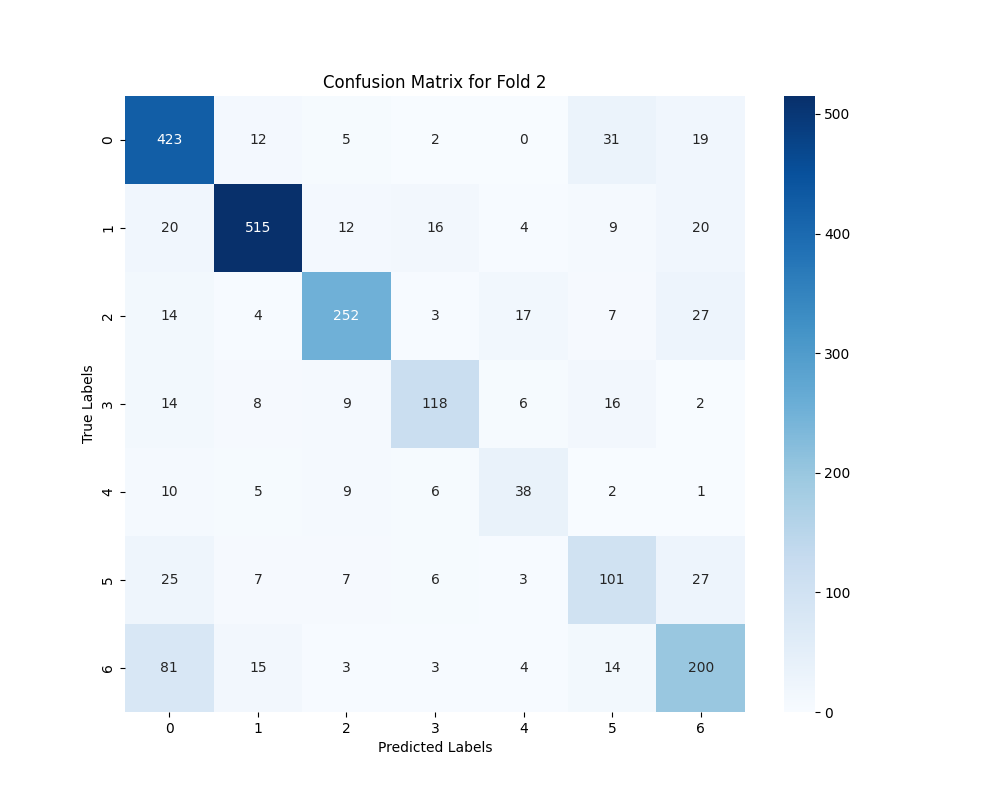 Confusion Matrix for Fold 2
True Labels
0 423 12 5 2 0 31 19
1 20 515 12 16 4 9 20
2 14 4 252 3 17 7 27
3 14 8 9 118 6 16 2
4 10 5 9 6 38 2 1
5 25 7 7 6 3 101 27
6 81 15 3 3 4 14 200
0 1 2 3 4 5 6
Predicted Labels
500
400
300
200
100
0